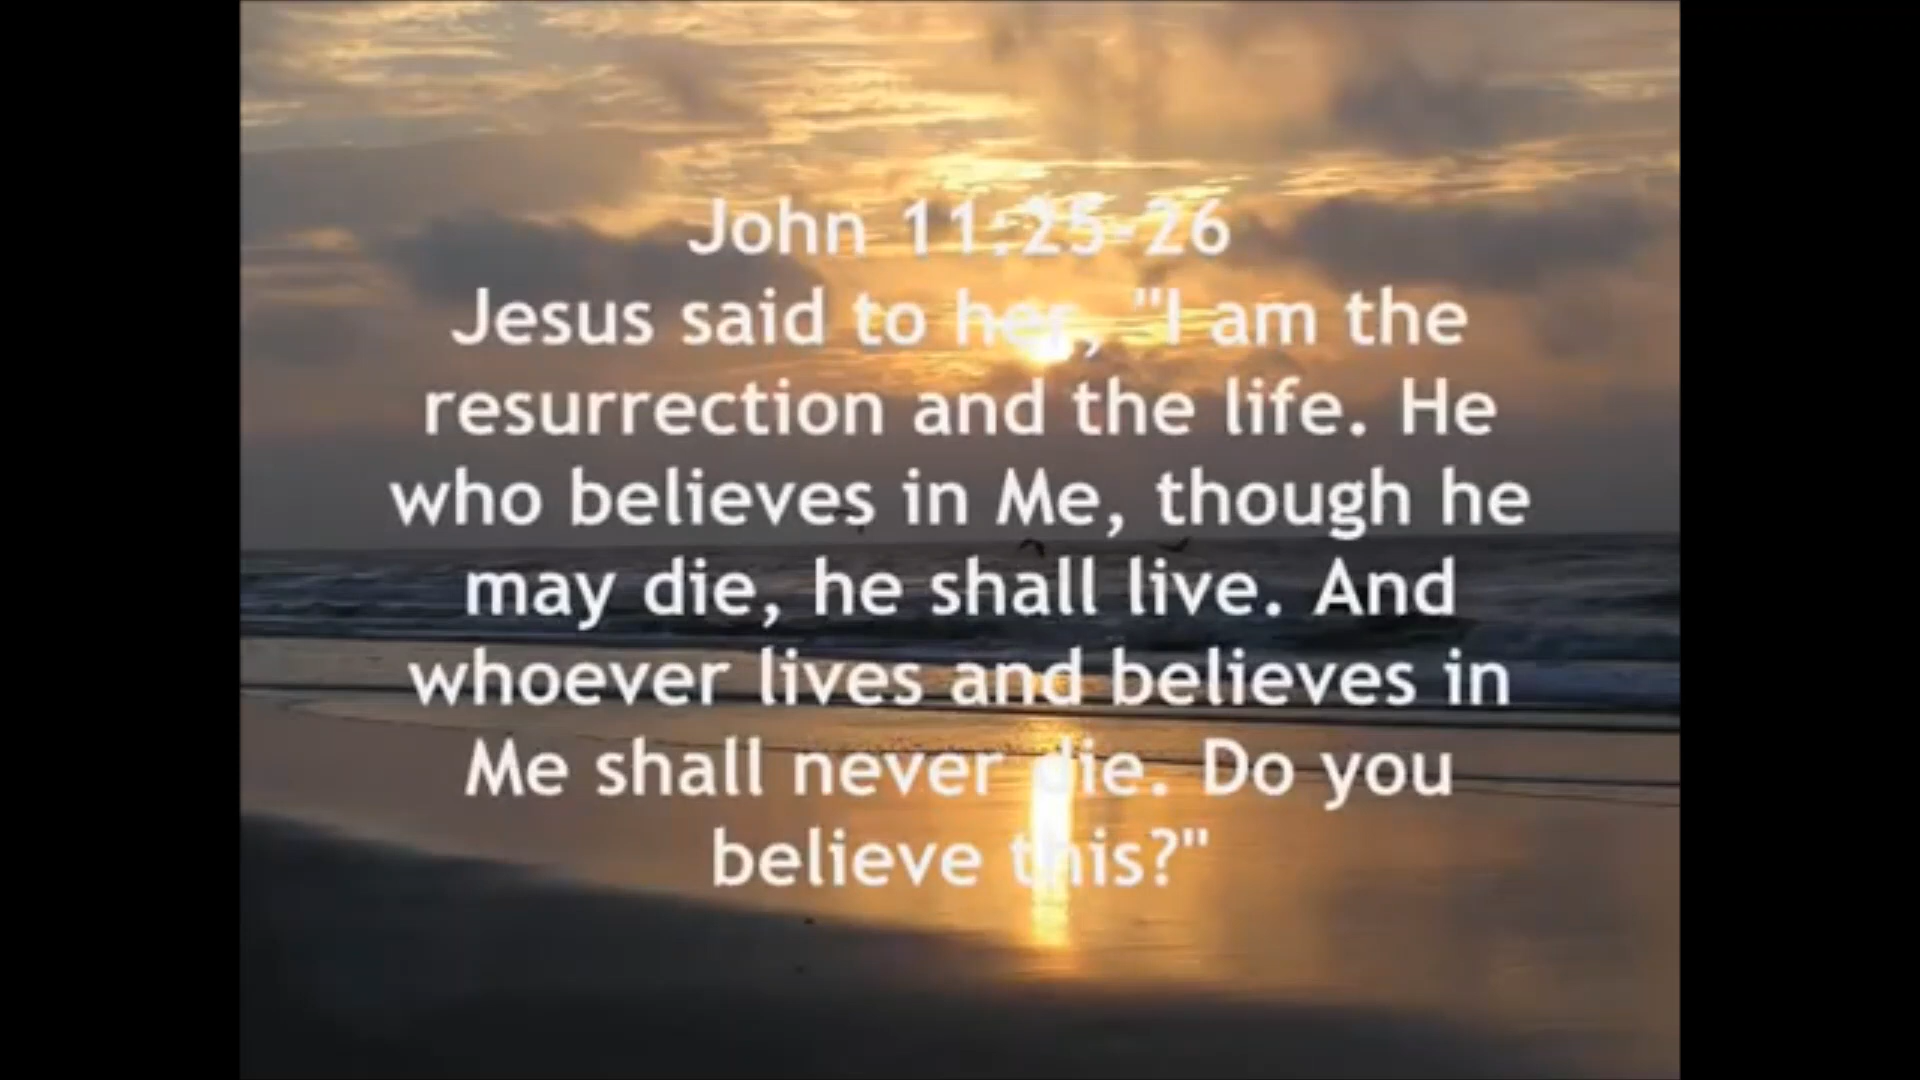 John 11:25-26
Jesus said to her, "I am the
resurrection and the life. He
who believes in Me, though he
may die, he shall live. And
whoever lives and believes in
Me shall never die. Do you
believe this?"